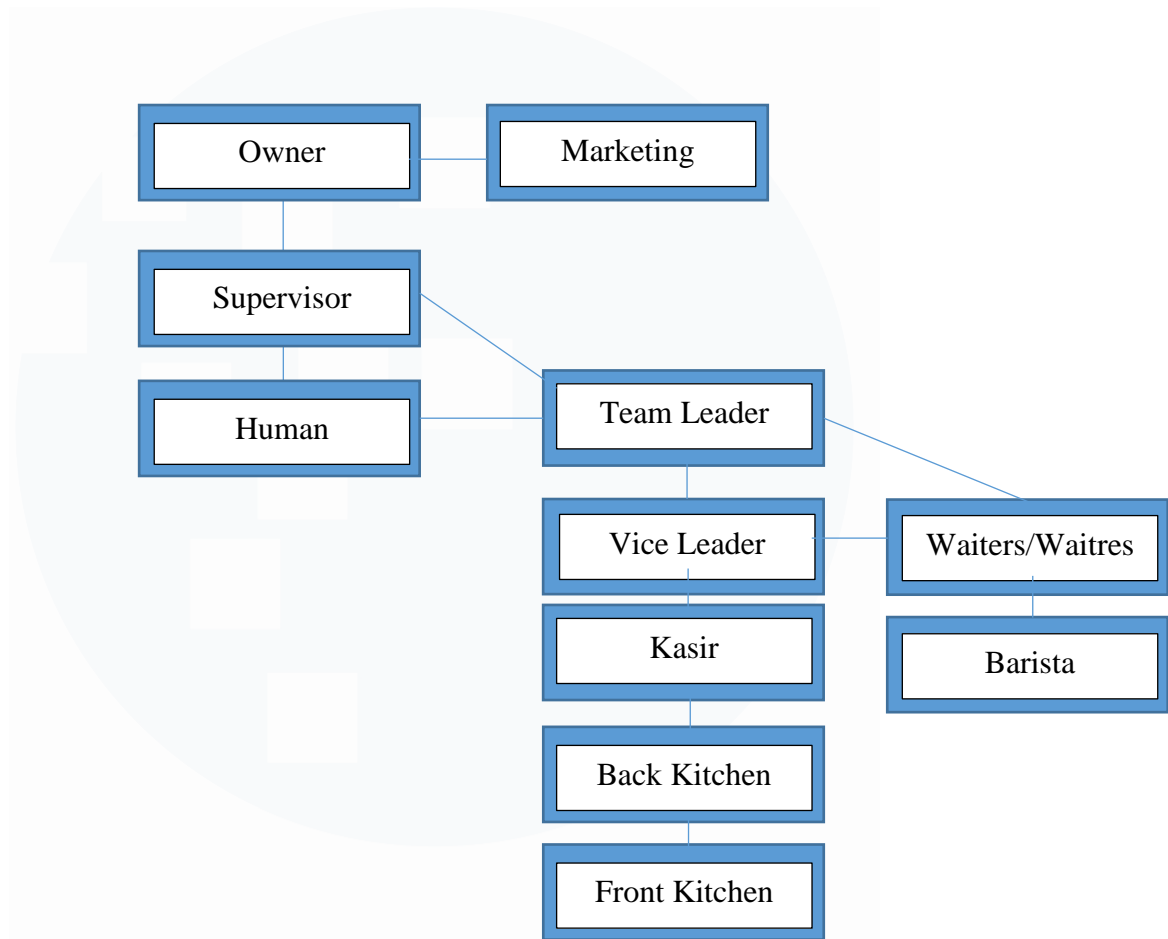 Owner
Marketing
Supervisor
Human
Team Leader
Vice Leader
Waiters/Waitres
Kasir
Barista
Back Kitchen
Front Kitchen